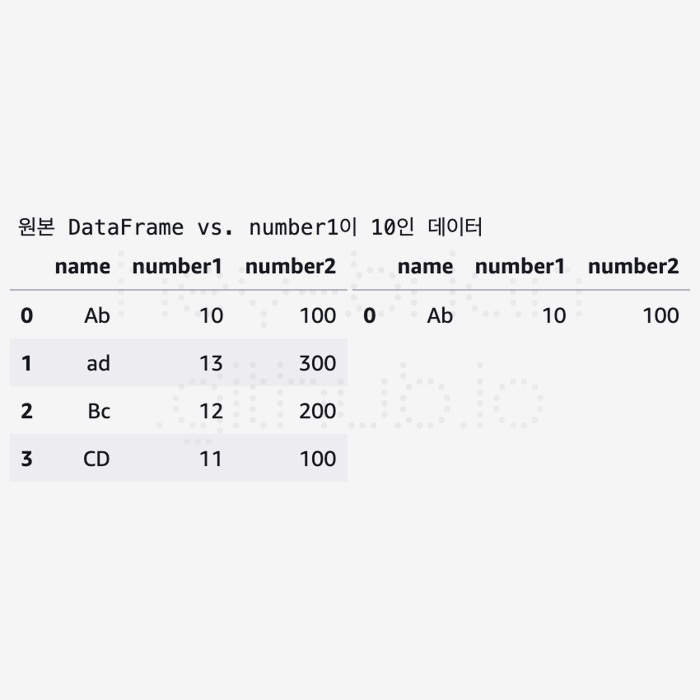 원본 DataFrame vs. number1이 10인 데이터
name number1 number2 name number1 number2
0 Ab 10 100 0 Ab 10 100
1 ad 13 300
2 Bc 12 200
3 CD 11 100
github.io